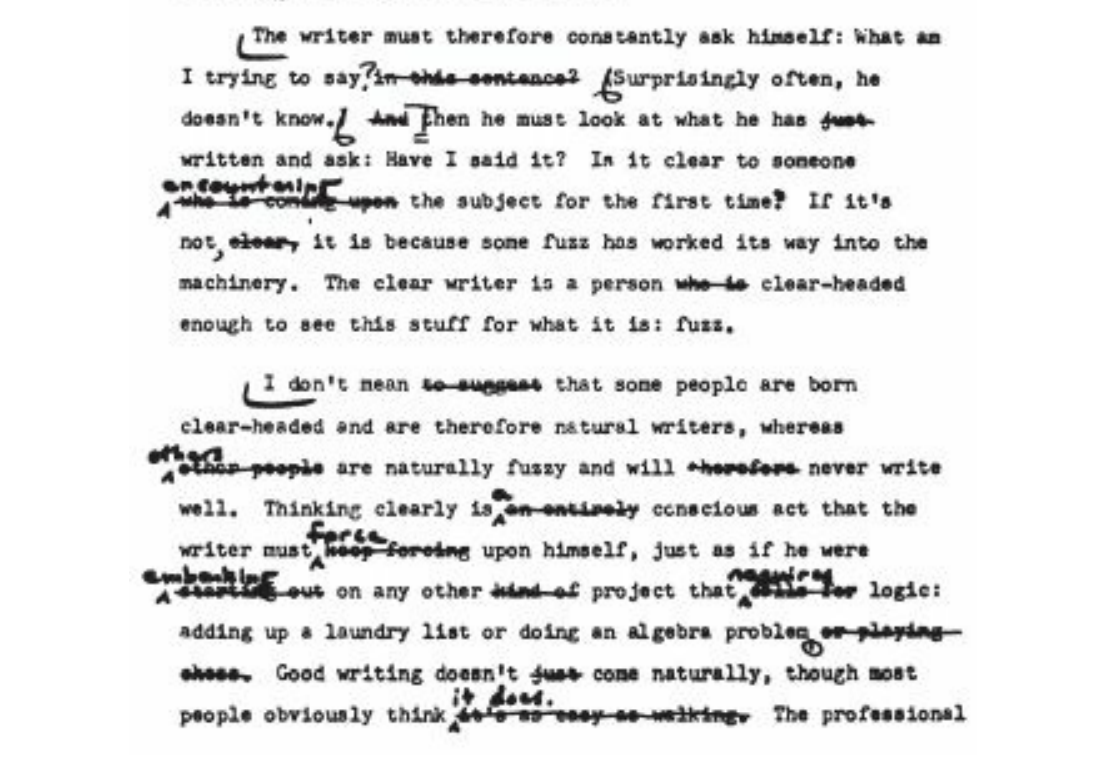 The writer must therefore constantly ask himself: What am
I trying to say? in this sentence? Surprisingly often, he
doesn't know. And Then he must look at what he has just
written and ask: Have I said it? Is it clear to someone
encountering
who is coming upon the subject for the first time? If it's
not, clear, it is because some fuzz has worked its way into the
machinery. The clear writer is a person who is clear-headed
enough to see this stuff for what it is: fuzz.
I don't mean to suggest that some people are born
clear-headed and are therefore natural writers, whereas
others
other people are naturally fuzzy and will therefore never write
well. Thinking clearly is a an entirely conscious act that the
force
writer must keep forcing upon himself, just as if he were
embarking requires
starting out on any other kind of project that calls for logic:
adding up a laundry list or doing an algebra problem or playing
chess. Good writing doesn't just come naturally, though most
it does.
people obviously think it's as easy as walking. The professional